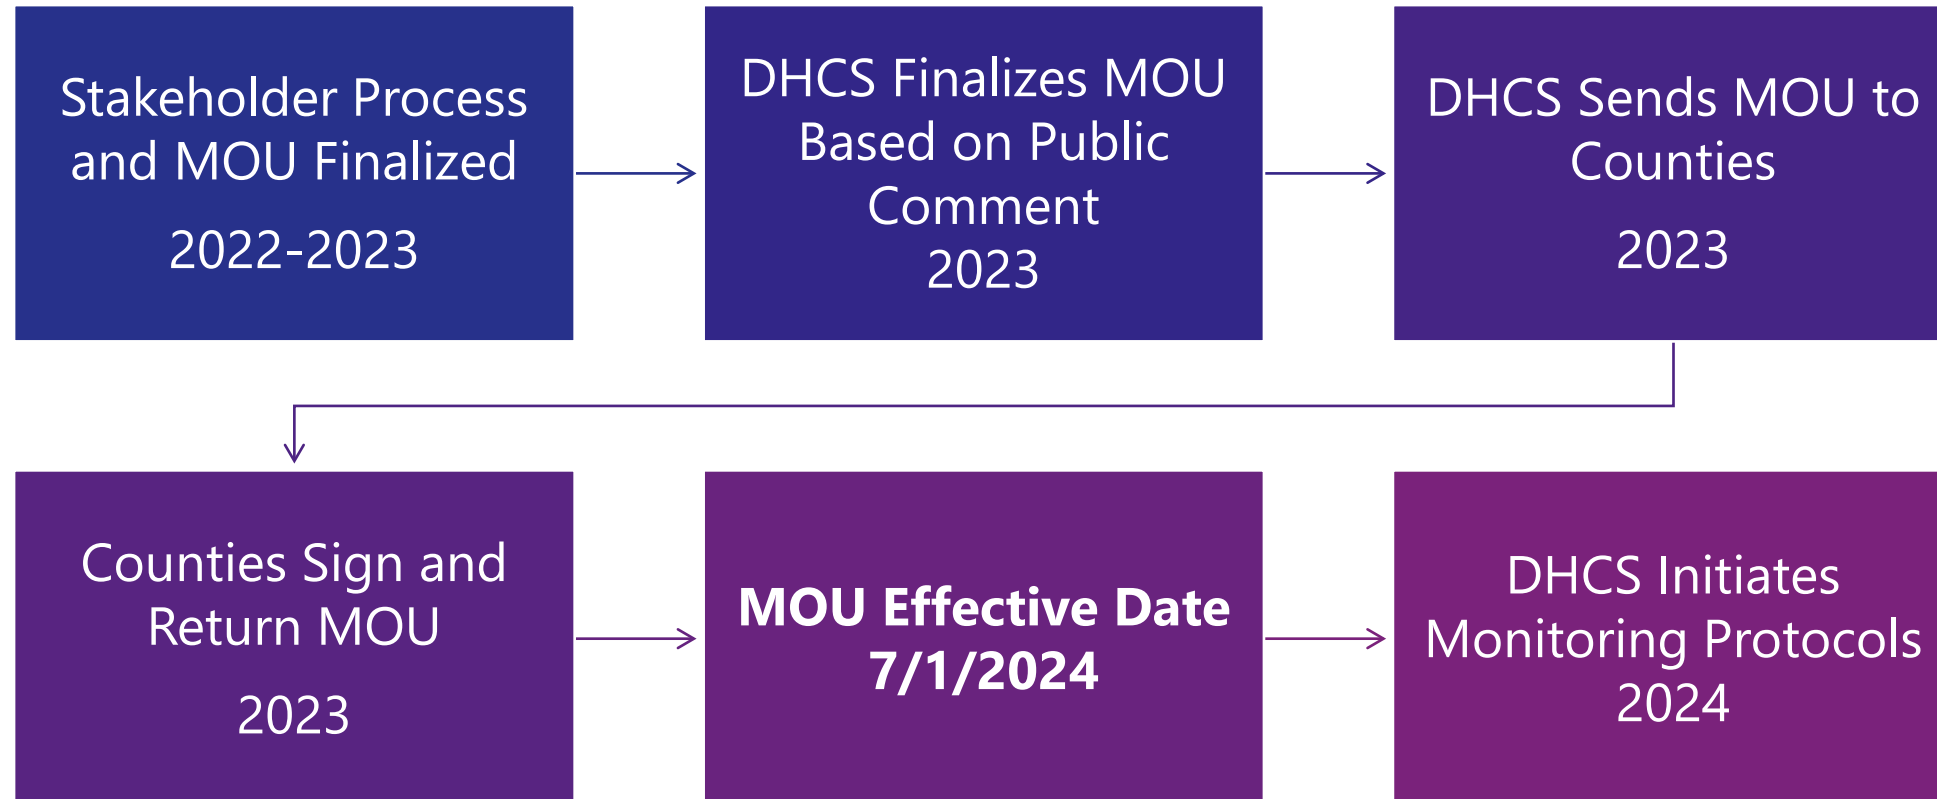 Stakeholder Process
and MOU Finalized
2022-2023
DHCS Finalizes MOU
Based on Public
Comment
2023
DHCS Sends MOU to
Counties
2023
Counties Sign and
Return MOU
2023
MOU Effective Date
7/1/2024
DHCS Initiates
Monitoring Protocols
2024